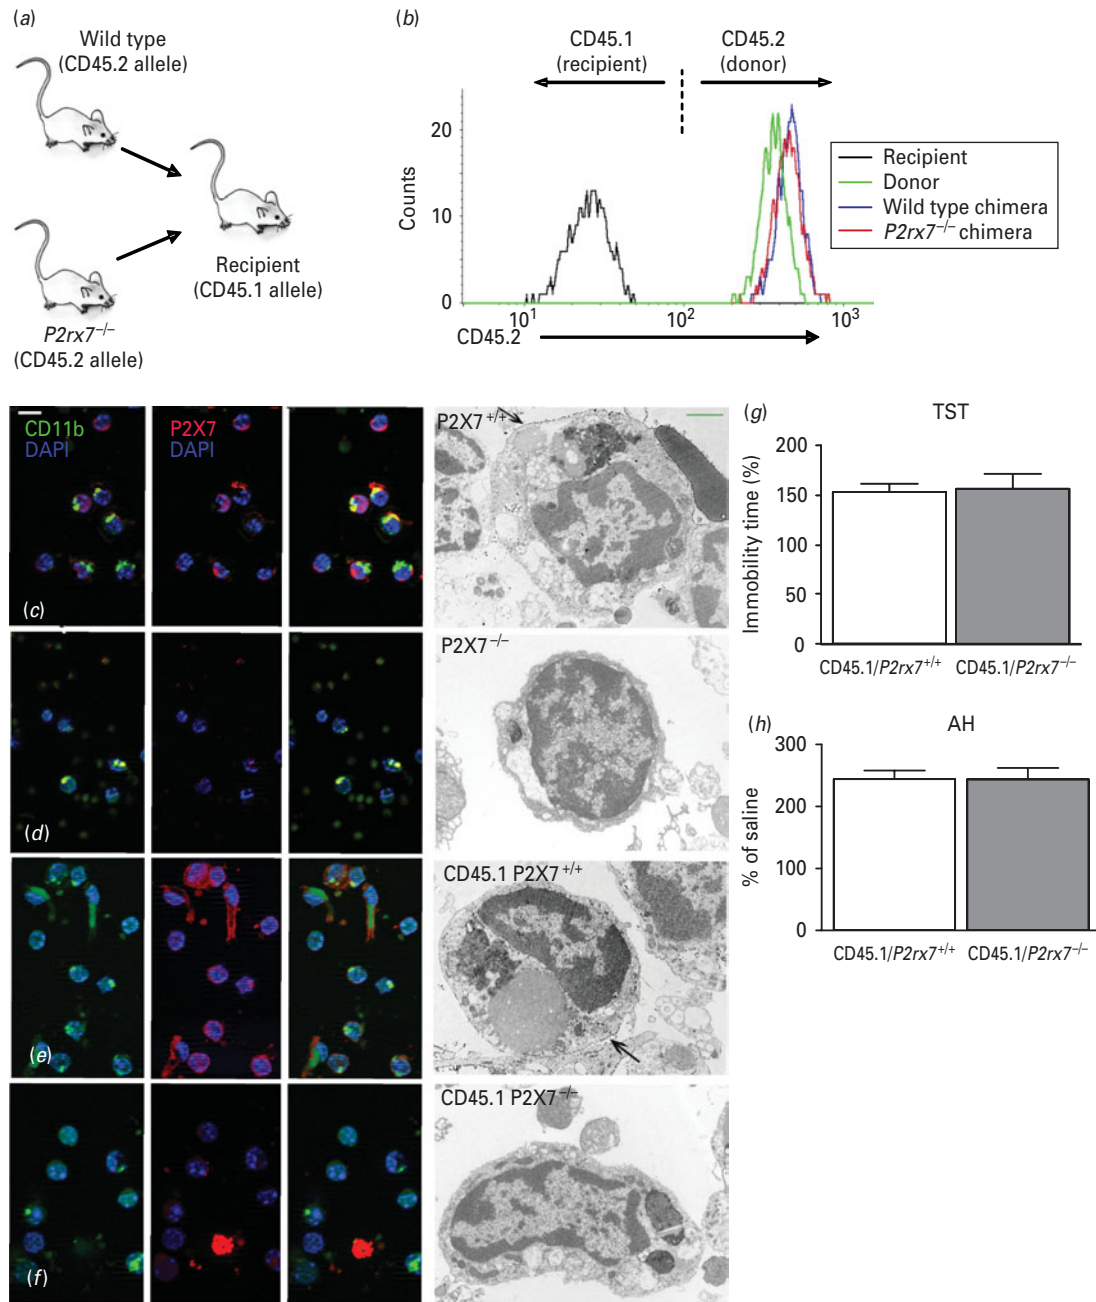 (a)
Wild type
(CD45.2 allele)
Recipient
(CD45.1 allele)
P2rx7–/–
(CD45.2 allele)
(b)
CD45.1
(recipient)
CD45.2
(donor)
Counts
20
10
0
10¹
10²
10³
CD45.2
Recipient
Donor
Wild type chimera
P2rx7–/– chimera
CD11b
DAPI
P2X7
DAPI
(c)
P2X7+/+
(d)
P2X7–/–
(e)
CD45.1 P2X7+/+
(f)
CD45.1 P2X7–/–
(g)
TST
Immobility time (%)
200
150
100
50
0
CD45.1/P2rx7+/+
CD45.1/P2rx7–/–
(h)
AH
% of saline
300
200
100
0
CD45.1/P2rx7+/+
CD45.1/P2rx7–/–